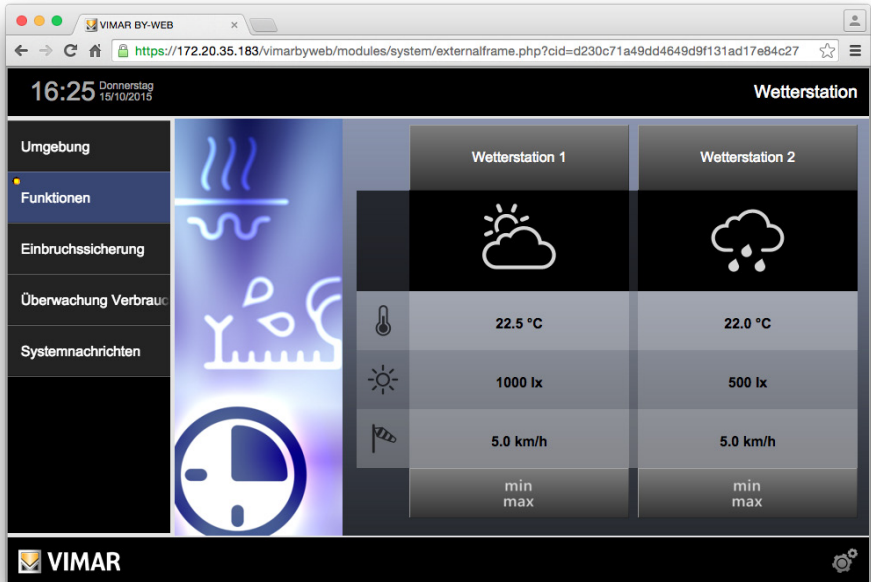 VIMAR BY-WEB
https://172.20.35.183/vimarbyweb/modules/system/externalframe.php?cid=d230c71a49dd4649d9f131ad17e84c27
16:25 Donnerstag
15/10/2015
Wetterstation
Umgebung
Funktionen
Einbruchssicherung
Überwachung Verbrauc
Systemnachrichten
Wetterstation 1
Wetterstation 2
22.5 °C
22.0 °C
1000 lx
500 lx
5.0 km/h
5.0 km/h
min
max
min
max
VIMAR